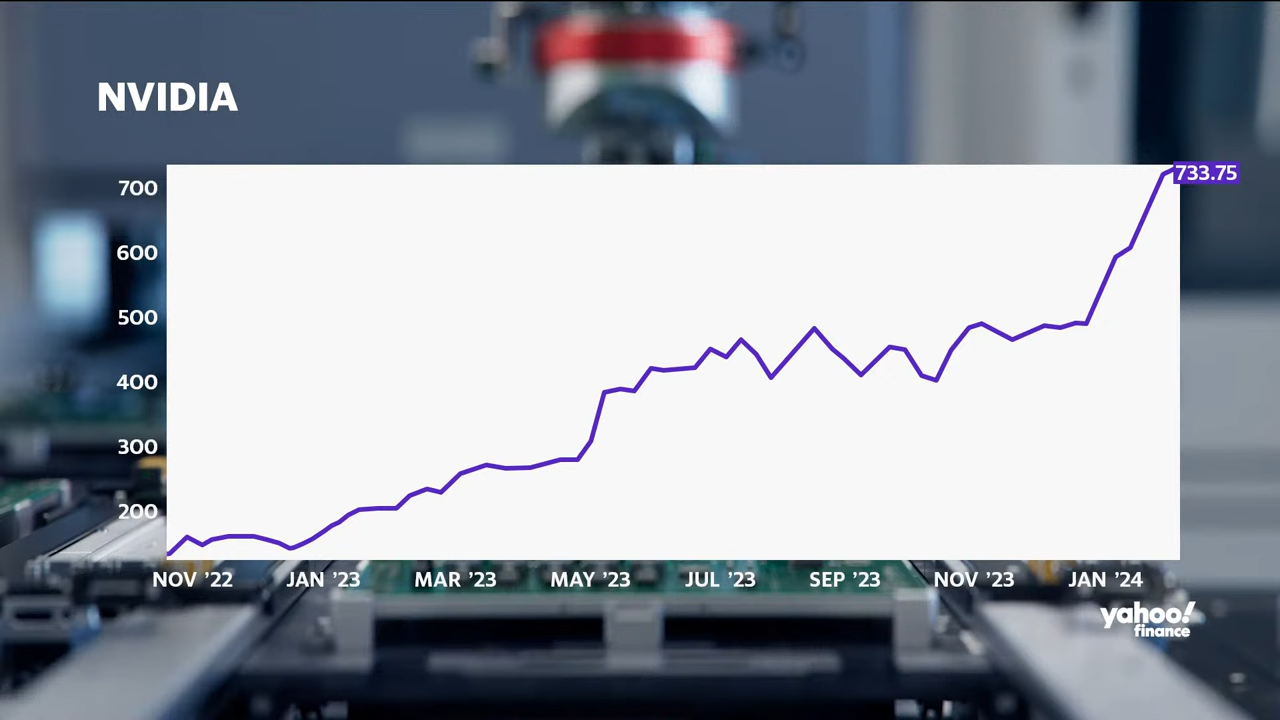 NVIDIA
733.75
700
600
500
400
300
200
NOV ’22 JAN ’23 MAR ’23 MAY ’23 JUL ’23 SEP ’23 NOV ’23 JAN ’24
yahoo!
finance